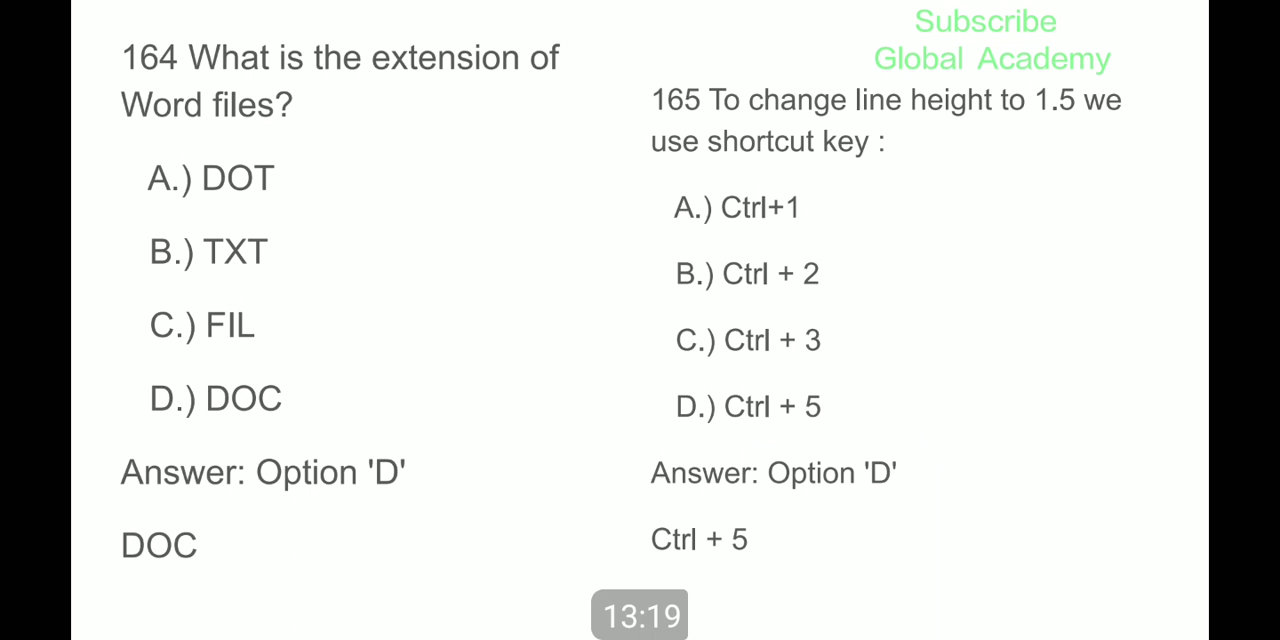 164 What is the extension of
Word files?
A.) DOT
B.) TXT
C.) FIL
D.) DOC
Answer: Option 'D'
DOC
Subscribe
Global Academy
165 To change line height to 1.5 we
use shortcut key :
A.) Ctrl+1
B.) Ctrl + 2
C.) Ctrl + 3
D.) Ctrl + 5
Answer: Option 'D'
Ctrl + 5
13:19